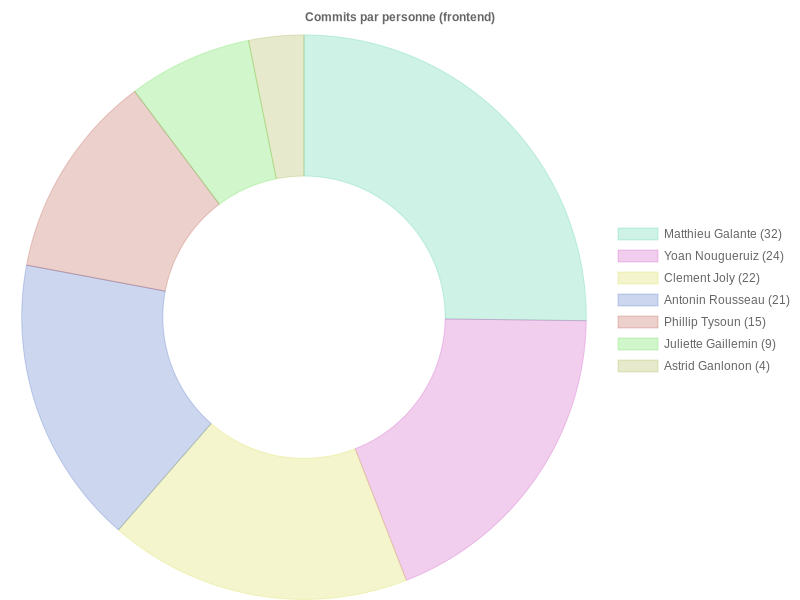 Commits par personne (frontend)
Matthieu Galante (32)
Yoan Nougueruiz (24)
Clement Joly (22)
Antonin Rousseau (21)
Phillip Tysoun (15)
Juliette Gaillemin (9)
Astrid Ganlonon (4)